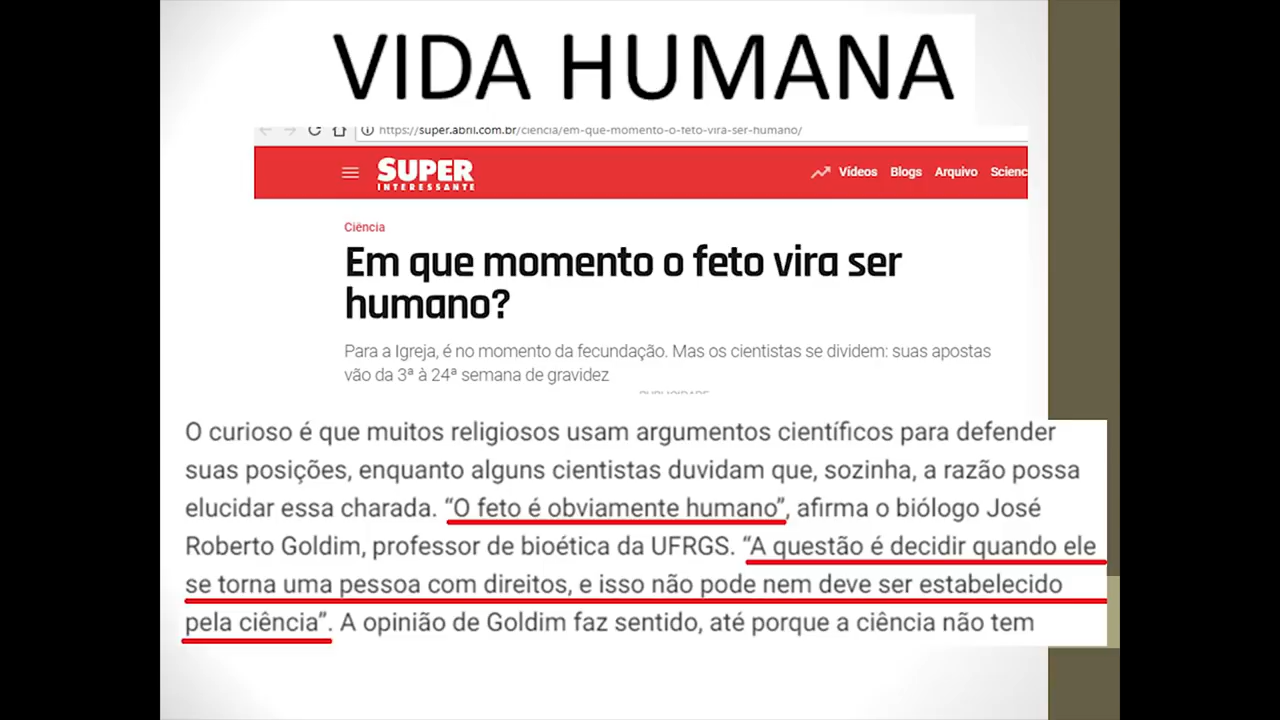 VIDA HUMANA
https://super.abril.com.br/ciencia/em-que-momento-o-feto-vira-ser-humano/
SUPER
INTERESSANTE
Vídeos Blogs Arquivo Scienc
Ciência
Em que momento o feto vira ser
humano?
Para a Igreja, é no momento da fecundação. Mas os cientistas se dividem: suas apostas
vão da 3ª à 24ª semana de gravidez
PUBLICIDADE
O curioso é que muitos religiosos usam argumentos científicos para defender
suas posições, enquanto alguns cientistas duvidam que, sozinha, a razão possa
elucidar essa charada. “O feto é obviamente humano”, afirma o biólogo José
Roberto Goldim, professor de bioética da UFRGS. “A questão é decidir quando ele
se torna uma pessoa com direitos, e isso não pode nem deve ser estabelecido
pela ciência”. A opinião de Goldim faz sentido, até porque a ciência não tem